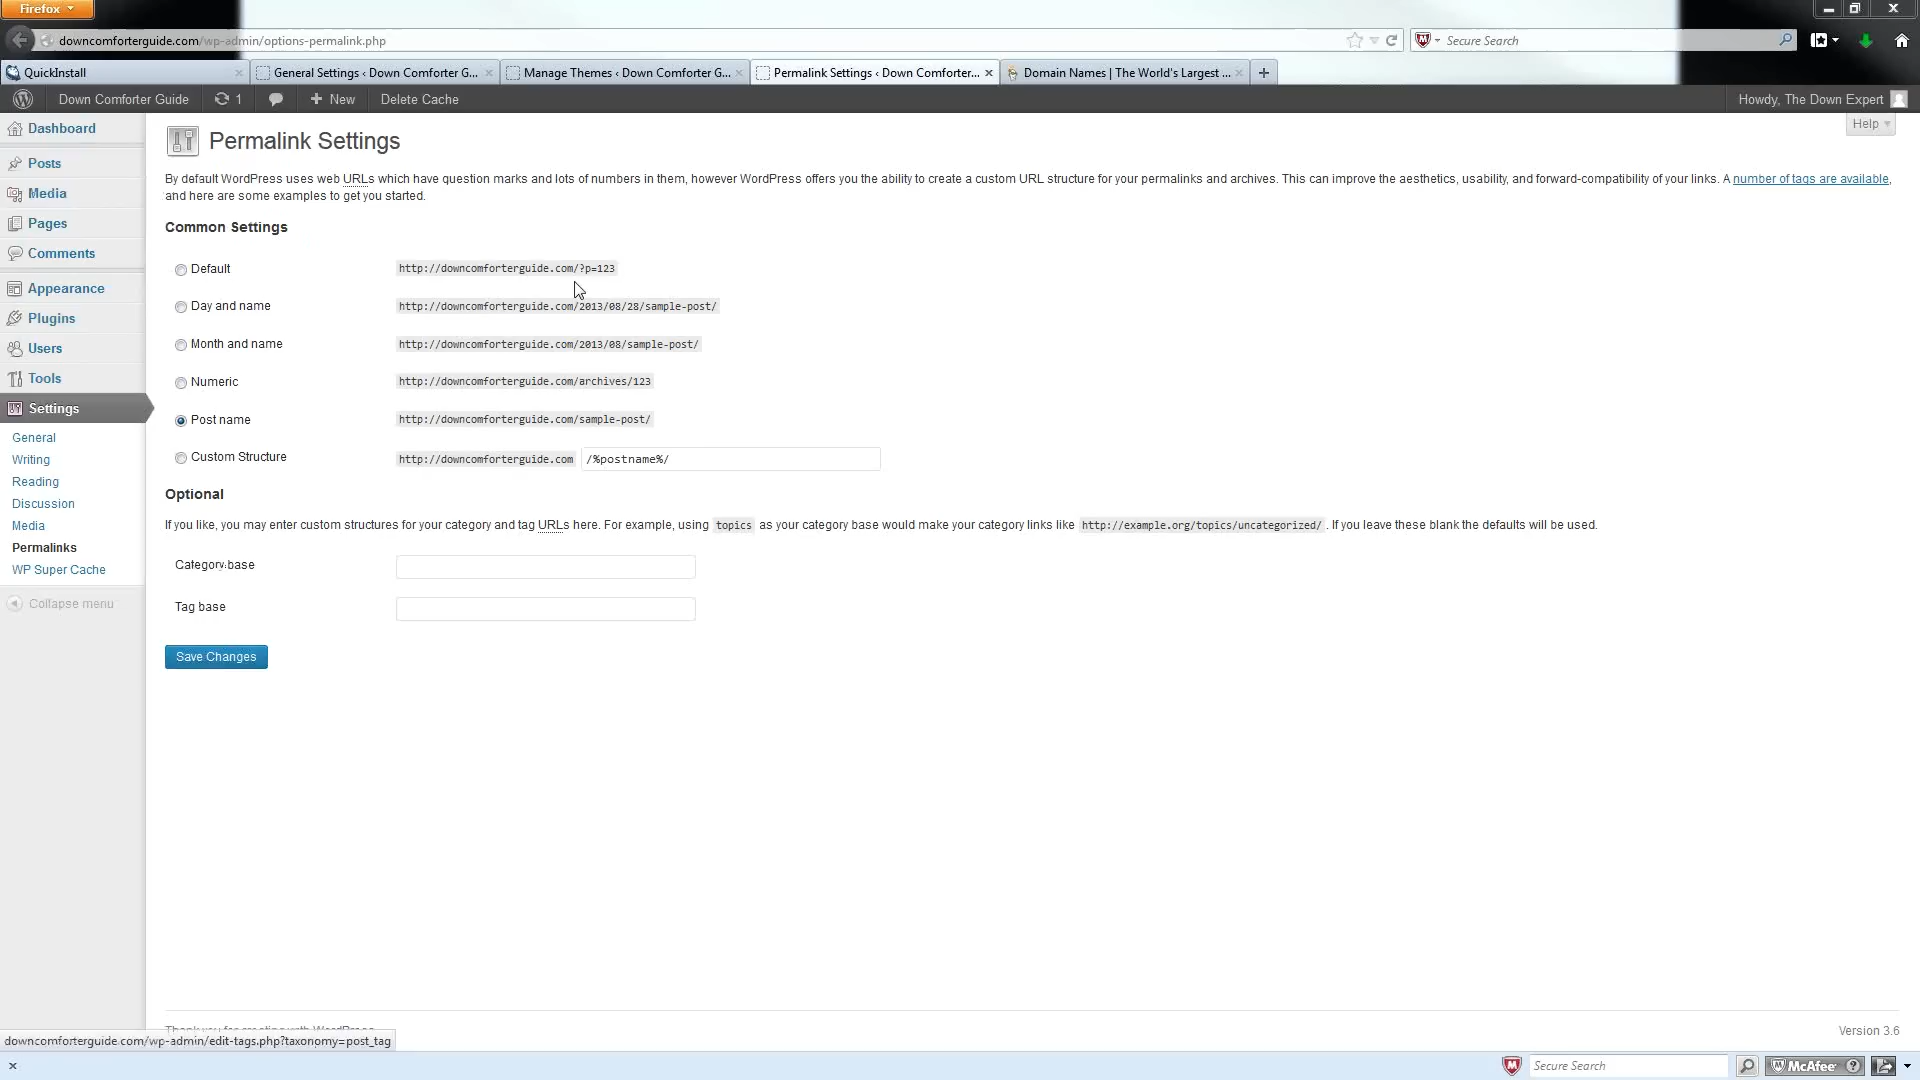 Firefox
downcomforterguide.com/wp-admin/options-permalink.php
Secure Search
QuickInstall
General Settings ‹ Down Comforter G...
Manage Themes ‹ Down Comforter G...
Permalink Settings ‹ Down Comforter...
Domain Names | The World's Largest ...
Down Comforter Guide
1
New
Delete Cache
Howdy, The Down Expert
Help
Dashboard
Posts
Media
Pages
Comments
Appearance
Plugins
Users
Tools
Settings
General
Writing
Reading
Discussion
Media
Permalinks
WP Super Cache
Collapse menu
Permalink Settings
By default WordPress uses web URLs which have question marks and lots of numbers in them, however WordPress offers you the ability to create a custom URL structure for your permalinks and archives. This can improve the aesthetics, usability, and forward-compatibility of your links. A number of tags are available,
and here are some examples to get you started.
Common Settings
Default http://downcomforterguide.com/?p=123
Day and name http://downcomforterguide.com/2013/08/28/sample-post/
Month and name http://downcomforterguide.com/2013/08/sample-post/
Numeric http://downcomforterguide.com/archives/123
Post name http://downcomforterguide.com/sample-post/
Custom Structure http://downcomforterguide.com /%postname%/
Optional
If you like, you may enter custom structures for your category and tag URLs here. For example, using topics as your category base would make your category links like http://example.org/topics/uncategorized/ . If you leave these blank the defaults will be used.
Category base
Tag base
Save Changes
Thank you for creating with WordPress
Version 3.6
downcomforterguide.com/wp-admin/edit-tags.php?taxonomy=post_tag
Secure Search
McAfee